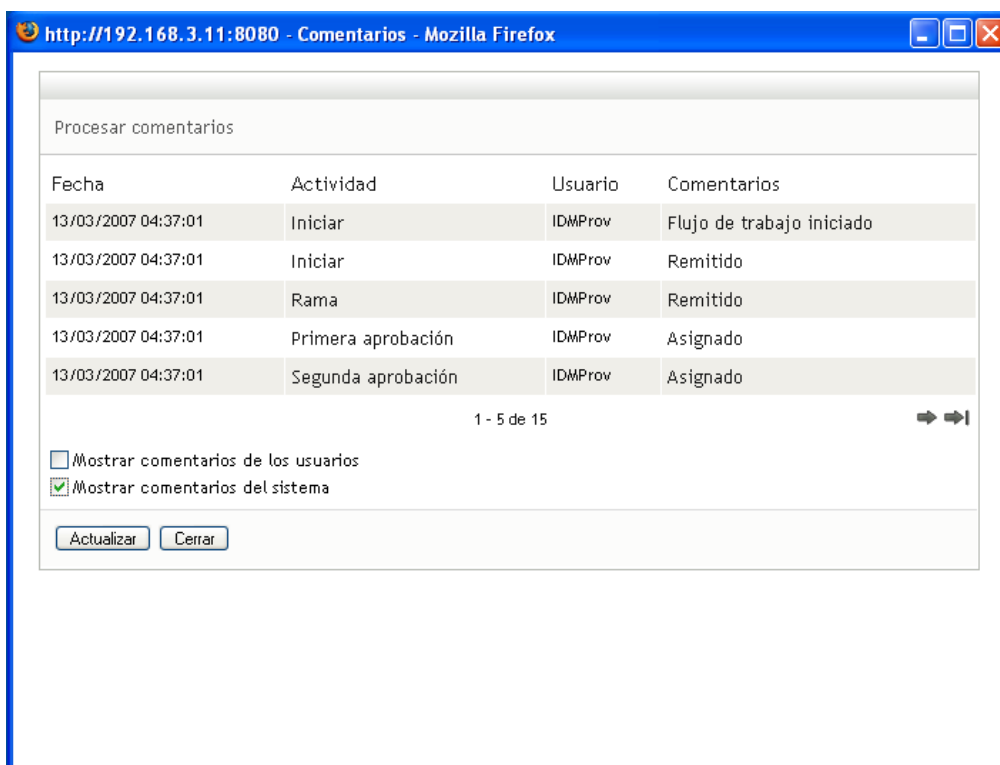 http://192.168.3.11:8080 - Comentarios - Mozilla Firefox
Procesar comentarios
Fecha Actividad Usuario Comentarios
13/03/2007 04:37:01 Iniciar IDMProv Flujo de trabajo iniciado
13/03/2007 04:37:01 Iniciar IDMProv Remitido
13/03/2007 04:37:01 Rama IDMProv Remitido
13/03/2007 04:37:01 Primera aprobación IDMProv Asignado
13/03/2007 04:37:01 Segunda aprobación IDMProv Asignado
1 - 5 de 15
Mostrar comentarios de los usuarios
Mostrar comentarios del sistema
Actualizar Cerrar